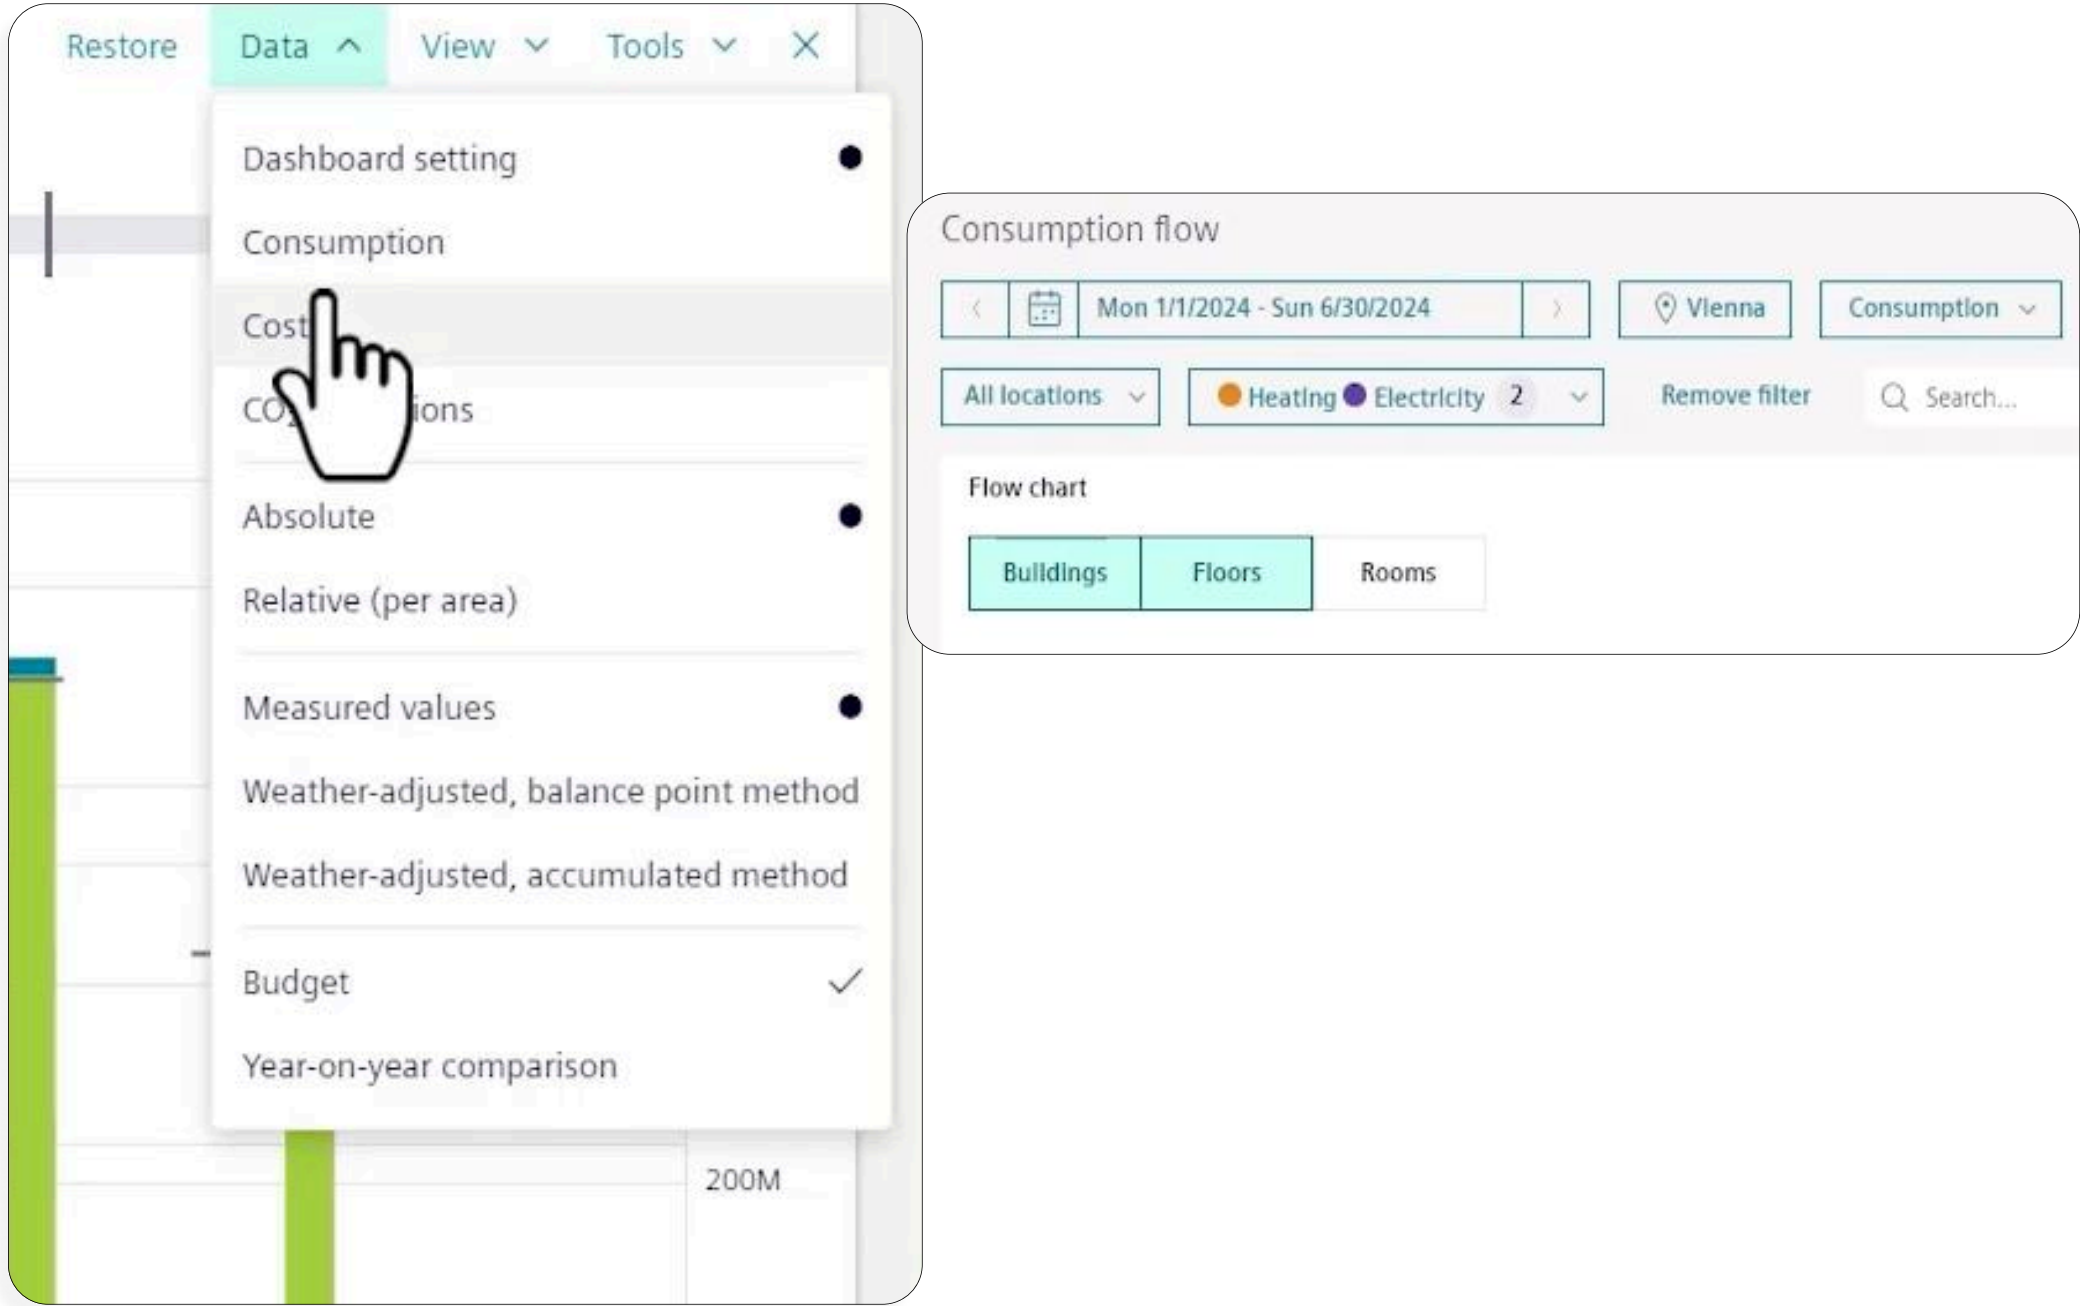 Restore Data View Tools
Dashboard setting
Consumption
Cost
CO₂ ions
Absolute
Relative (per area)
Measured values
Weather-adjusted, balance point method
Weather-adjusted, accumulated method
Budget
Year-on-year comparison
200M
Consumption flow
Mon 1/1/2024 - Sun 6/30/2024
Vienna
Consumption
All locations
Heating Electricity 2
Remove filter
Search...
Flow chart
Buildings Floors Rooms